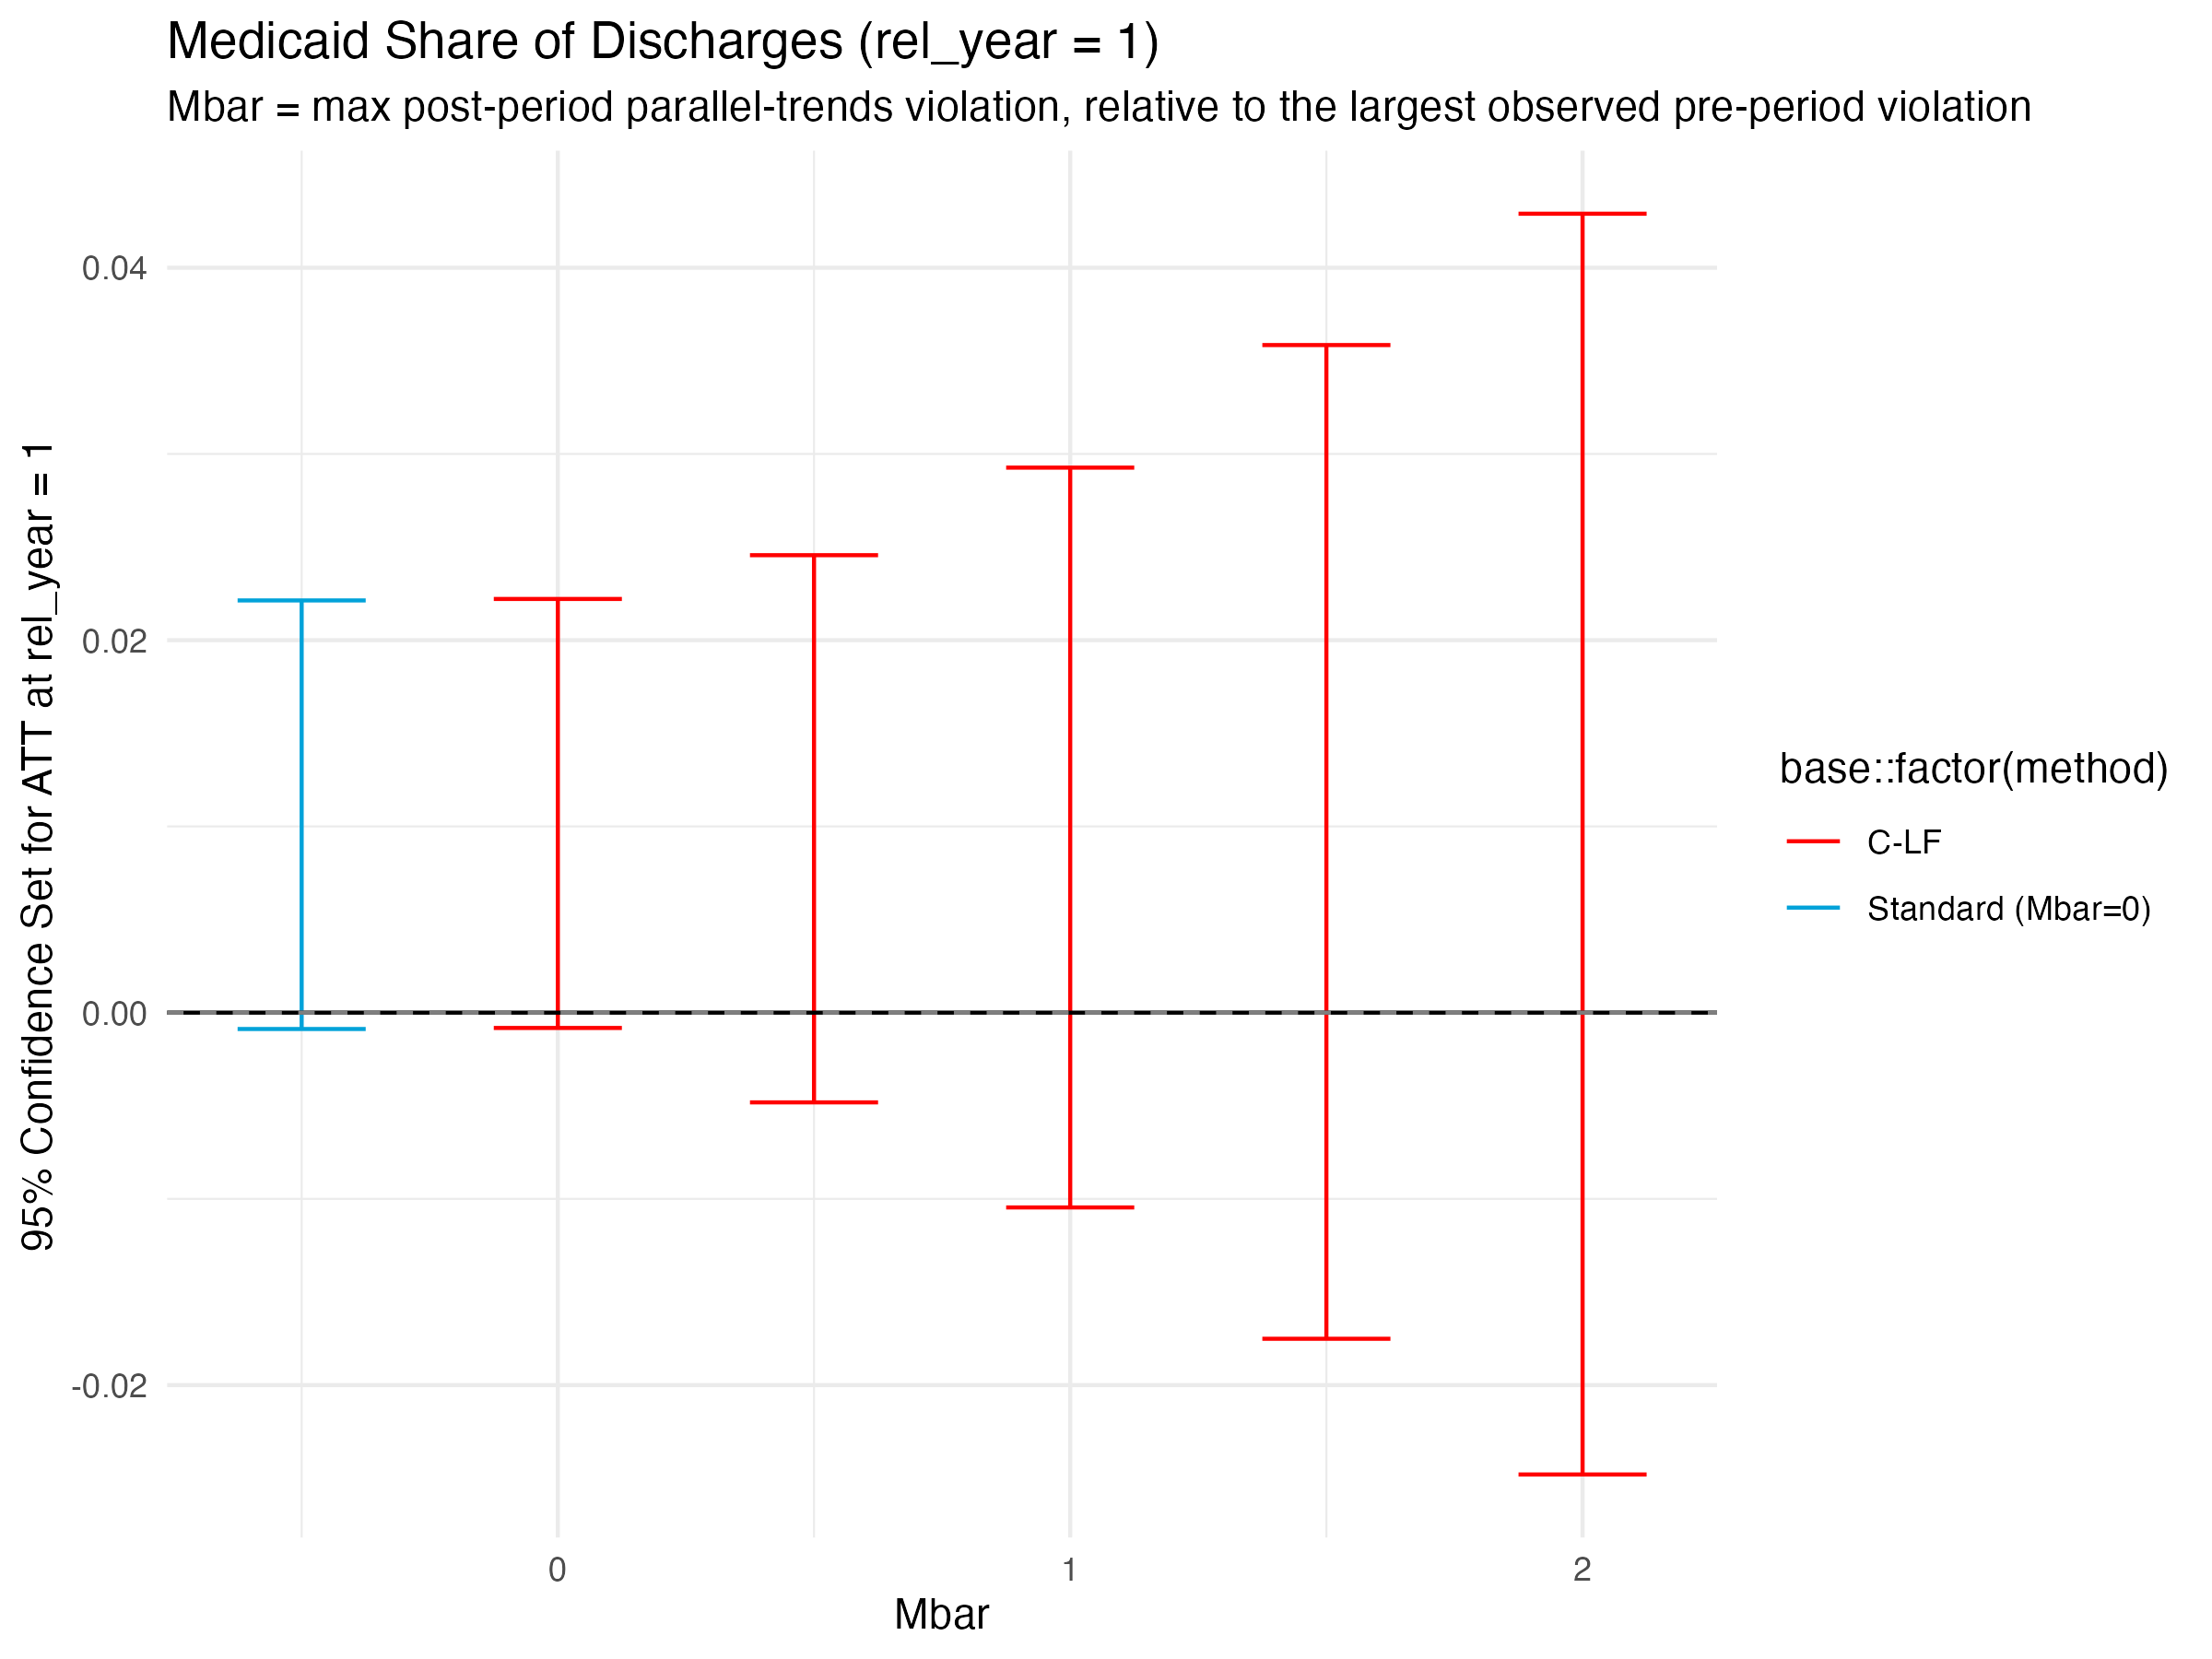 Medicaid Share of Discharges (rel_year = 1)
Mbar = max post-period parallel-trends violation, relative to the largest observed pre-period violation
95% Confidence Set for ATT at rel_year = 1
0.04
0.02
0.00
-0.02
0
1
2
Mbar
base::factor(method)
C-LF
Standard (Mbar=0)